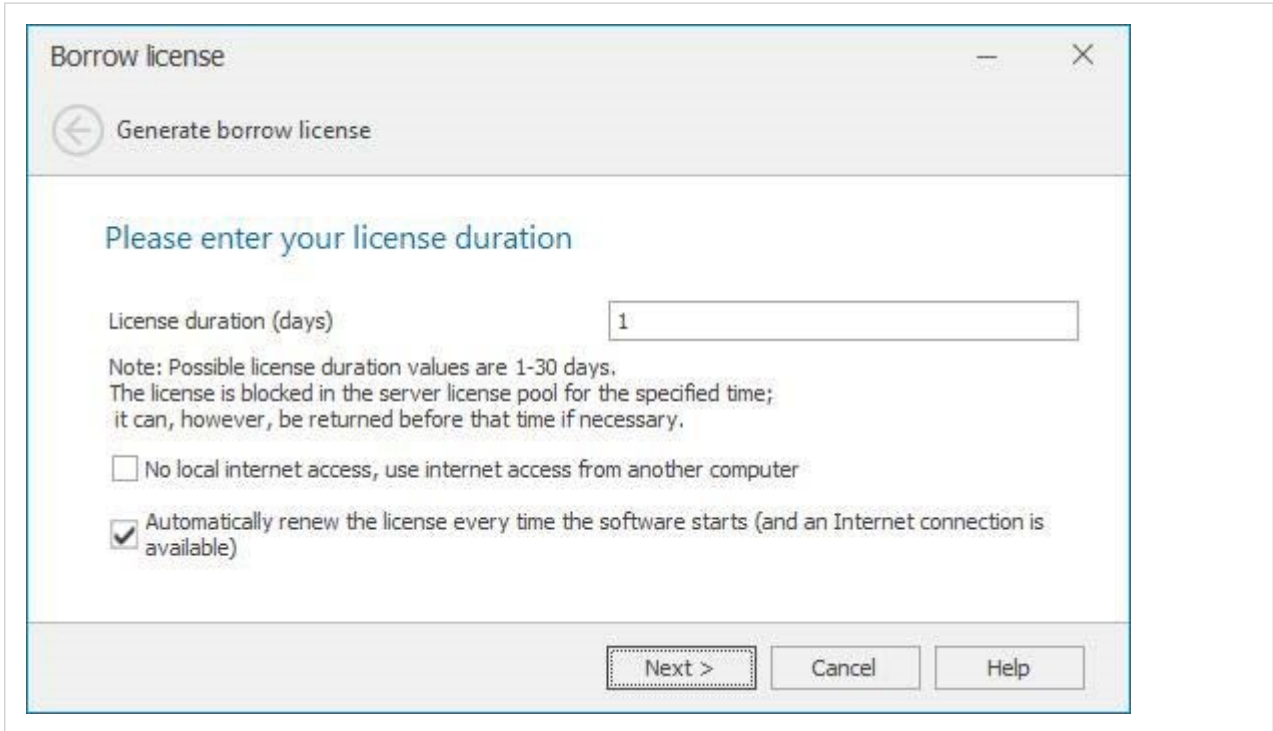 Borrow license
Generate borrow license
Please enter your license duration
License duration (days) 1
Note: Possible license duration values are 1-30 days.
The license is blocked in the server license pool for the specified time;
it can, however, be returned before that time if necessary.
No local internet access, use internet access from another computer
Automatically renew the license every time the software starts (and an Internet connection is
available)
Next > Cancel Help